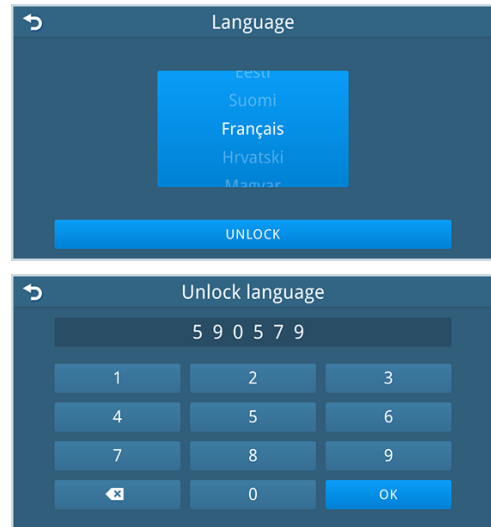 Language
Eesti
Suomi
Français
Hrvatski
Magyar
UNLOCK
Unlock language
5 9 0 5 7 9
1 2 3
4 5 6
7 8 9
0 OK